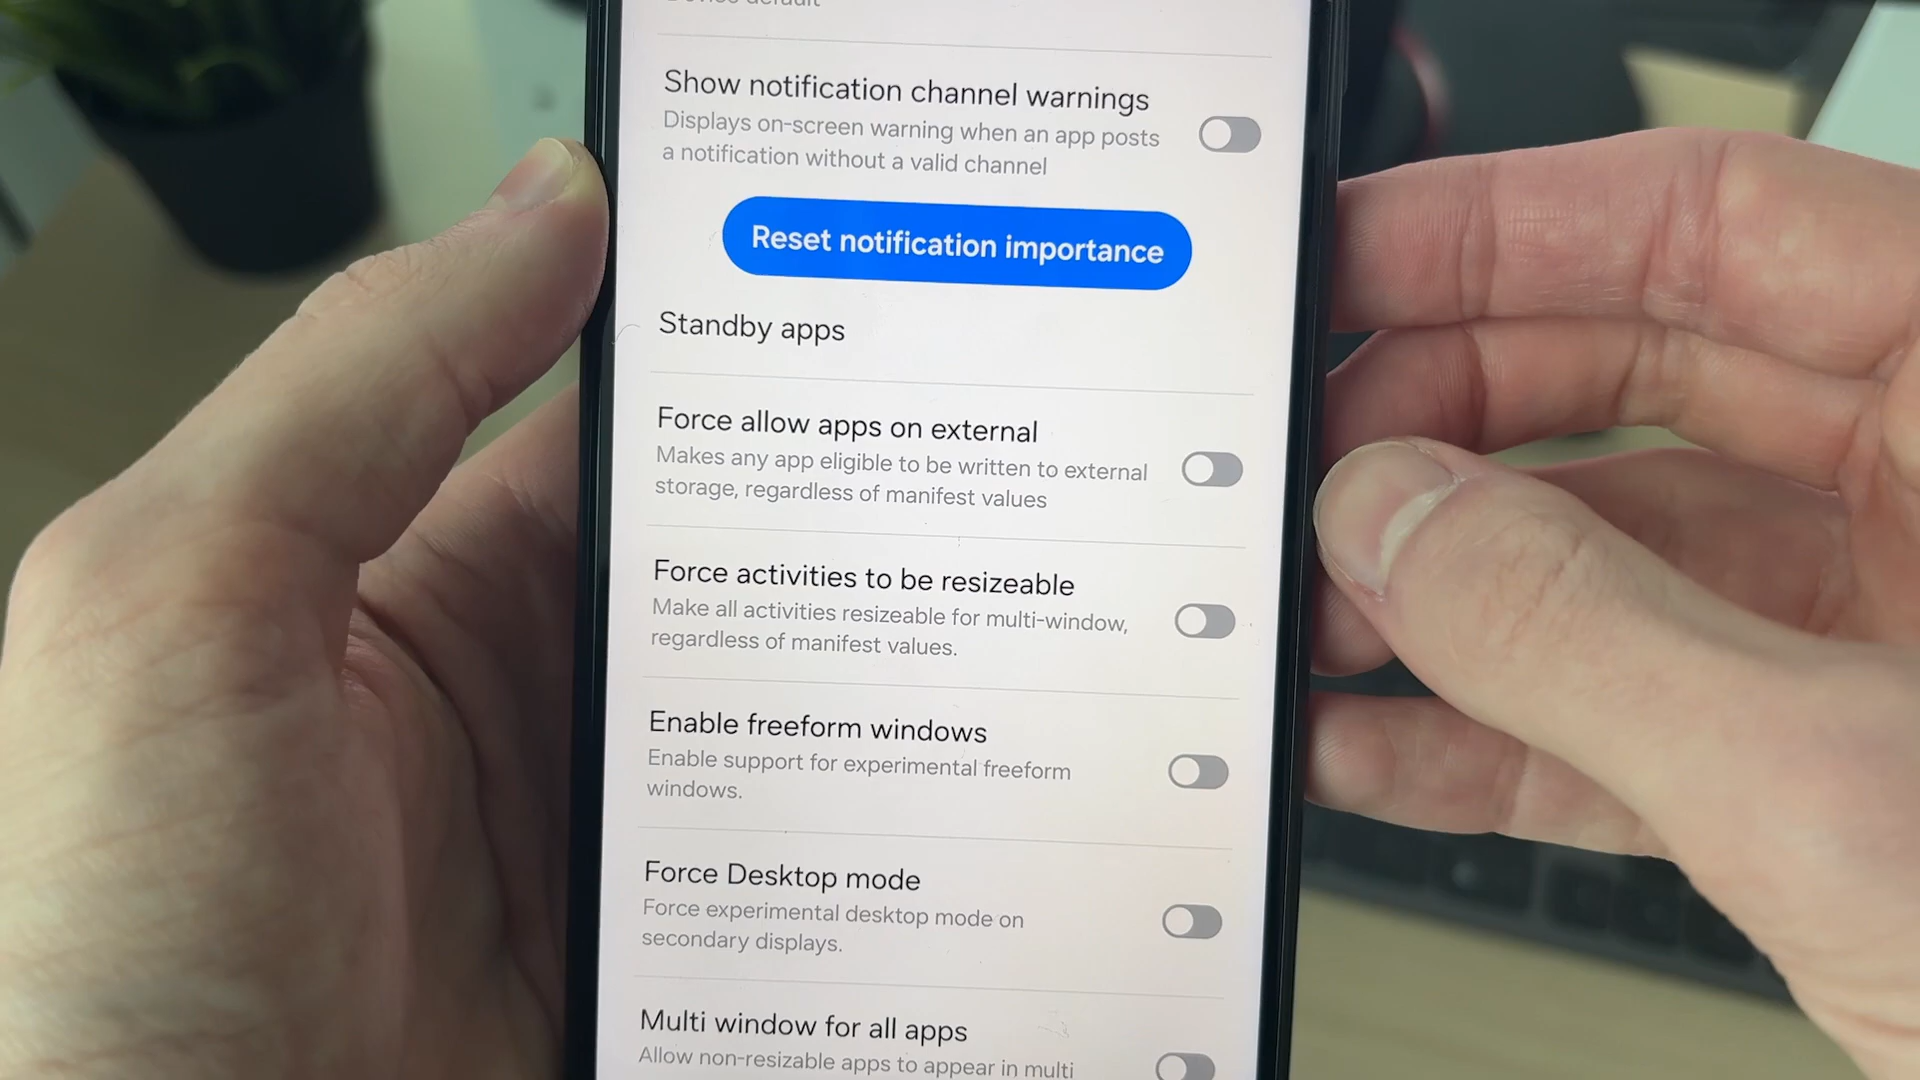 Show notification channel warnings
Displays on-screen warning when an app posts
a notification without a valid channel
Reset notification importance
Standby apps
Force allow apps on external
Makes any app eligible to be written to external
storage, regardless of manifest values
Force activities to be resizeable
Make all activities resizeable for multi-window,
regardless of manifest values.
Enable freeform windows
Enable support for experimental freeform
windows.
Force Desktop mode
Force experimental desktop mode on
secondary displays.
Multi window for all apps
Allow non-resizable apps to appear in multi